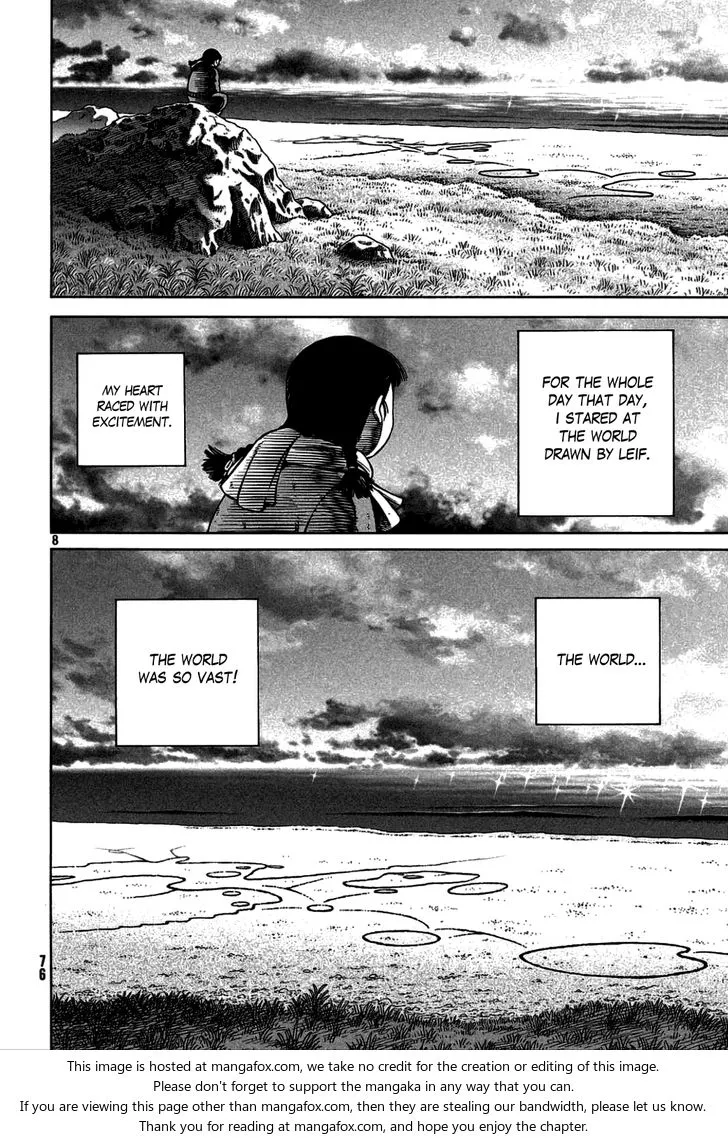 FOR THE WHOLE
DAY THAT DAY,
I STARED AT
THE WORLD
DRAWN BY LEIF.
MY HEART
RACED WITH
EXCITEMENT.
8
THE WORLD...
THE WORLD
WAS SO VAST!
76
This image is hosted at mangafox.com, we take no credit for the creation or editing of this image.
Please don't forget to support the mangaka in any way that you can.
If you are viewing this page other than mangafox.com, then they are stealing our bandwidth, please let us know.
Thank you for reading at mangafox.com, and hope you enjoy the chapter.